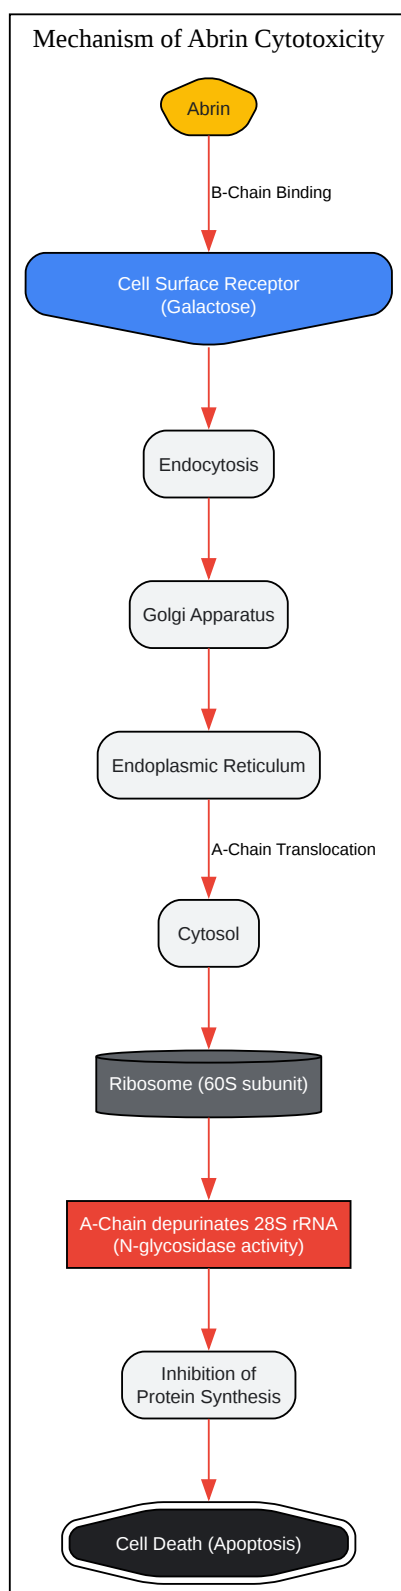 Mechanism of Abrin Cytotoxicity
Abrin
B-Chain Binding
Cell Surface Receptor
(Galactose)
Endocytosis
Golgi Apparatus
Endoplasmic Reticulum
A-Chain Translocation
Cytosol
Ribosome (60S subunit)
A-Chain depurinates 28S rRNA
(N-glycosidase activity)
Inhibition of
Protein Synthesis
Cell Death (Apoptosis)